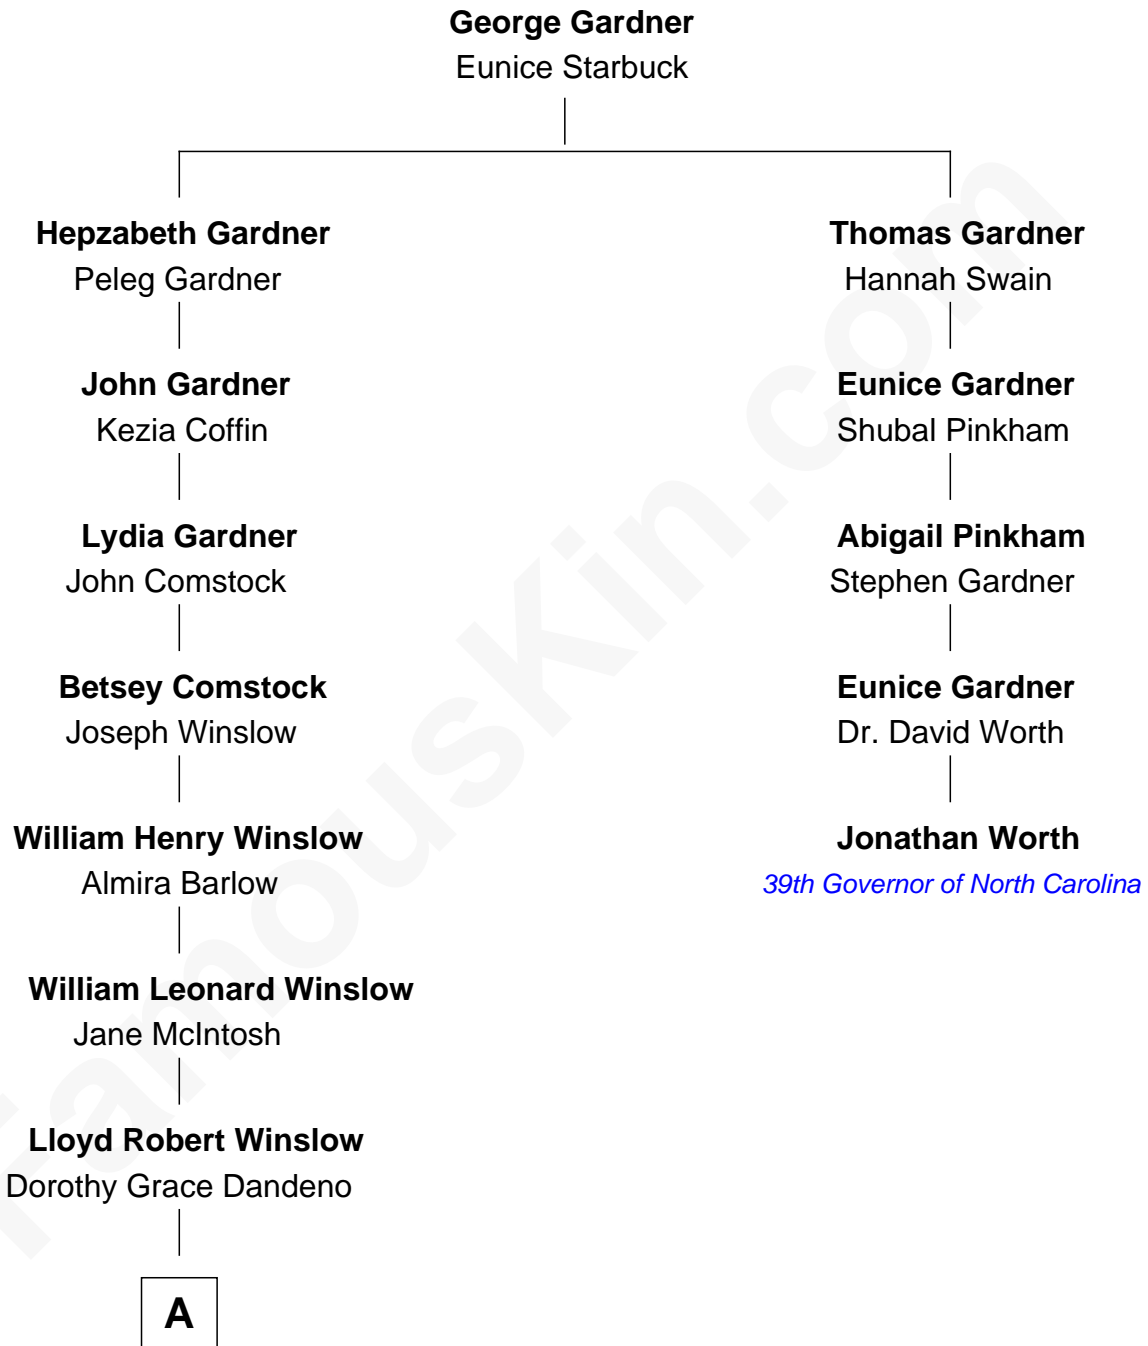 George Gardner
Eunice Starbuck
Hepzabeth Gardner
Peleg Gardner
Thomas Gardner
Hannah Swain
John Gardner
Kezia Coffin
Eunice Gardner
Shubal Pinkham
Lydia Gardner
John Comstock
Abigail Pinkham
Stephen Gardner
Betsey Comstock
Joseph Winslow
Eunice Gardner
Dr. David Worth
William Henry Winslow
Almira Barlow
Jonathan Worth
39th Governor of North Carolina
William Leonard Winslow
Jane McIntosh
Lloyd Robert Winslow
Dorothy Grace Dandeno
A
FamousKin.com